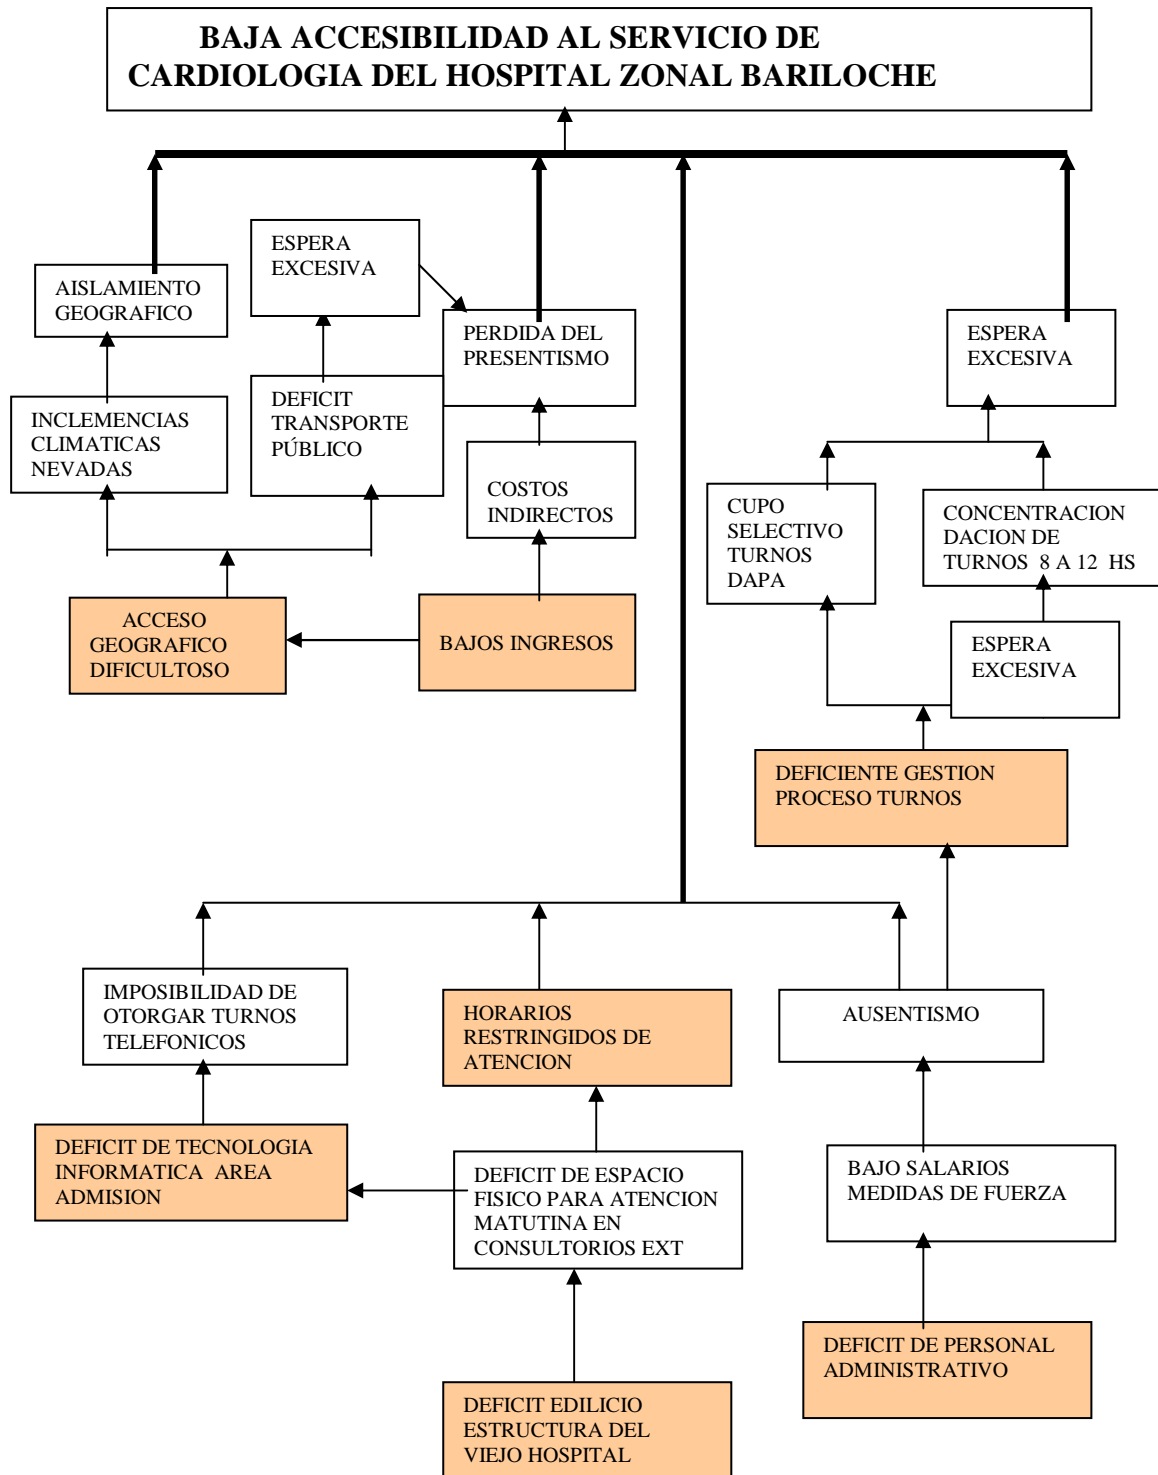 BAJA ACCESIBILIDAD AL SERVICIO DE
CARDIOLOGIA DEL HOSPITAL ZONAL BARILOCHE
AISLAMIENTO
GEOGRAFICO
ESPERA
EXCESIVA
PERDIDA DEL
PRESENTISMO
ESPERA
EXCESIVA
INCLEMENCIAS
CLIMATICAS
NEVADAS
DEFICIT
TRANSPORTE
PÚBLICO
COSTOS
INDIRECTOS
CUPO
SELECTIVO
TURNOS
DAPA
CONCENTRACION
DACION DE
TURNOS 8 A 12 HS
ACCESO
GEOGRAFICO
DIFICULTOSO
BAJOS INGRESOS
ESPERA
EXCESIVA
DEFICIENTE GESTION
PROCESO TURNOS
IMPOSIBILIDAD DE
OTORGAR TURNOS
TELEFONICOS
HORARIOS
RESTRINGIDOS DE
ATENCION
AUSENTISMO
DEFICIT DE TECNOLOGIA
INFORMATICA AREA
ADMISION
DEFICIT DE ESPACIO
FISICO PARA ATENCION
MATUTINA EN
CONSULTORIOS EXT
BAJO SALARIOS
MEDIDAS DE FUERZA
DEFICIT EDILICIO
ESTRUCTURA DEL
VIEJO HOSPITAL
DEFICIT DE PERSONAL
ADMINISTRATIVO